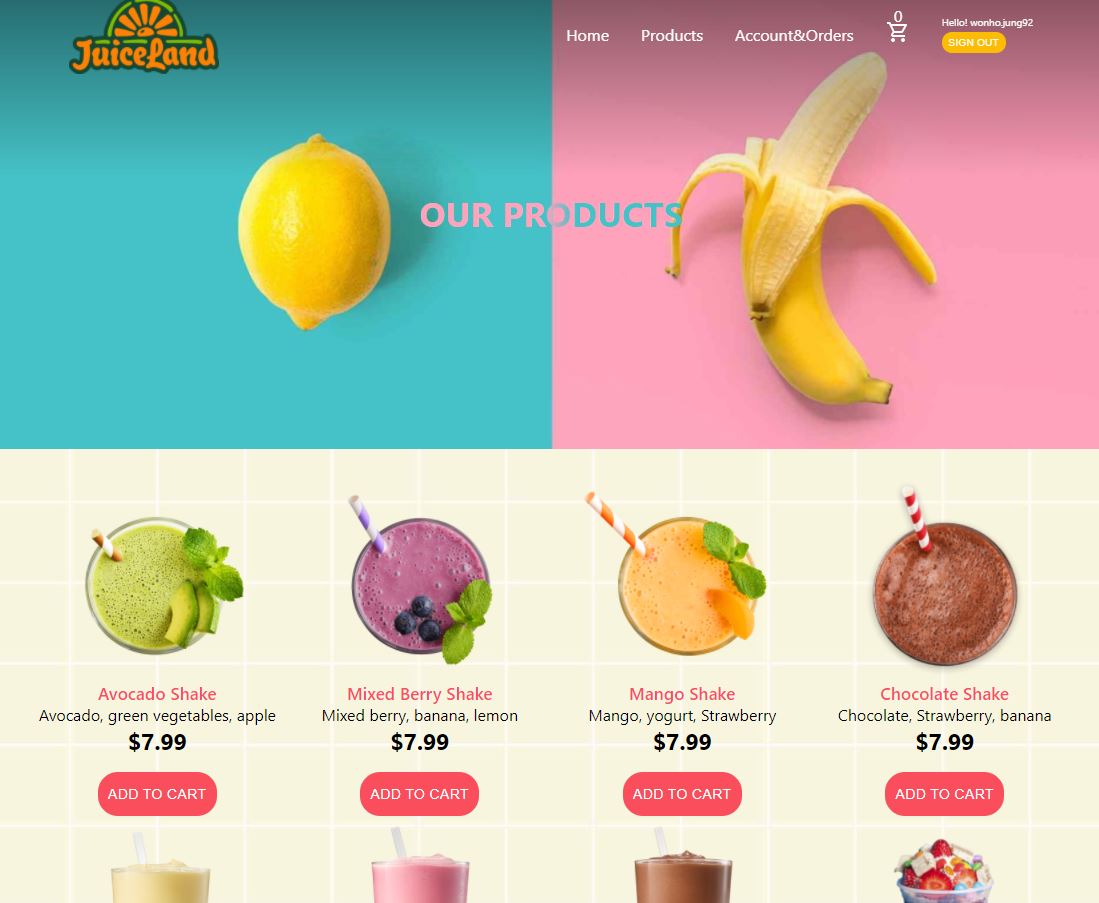 JuiceLand
Home Products Account&Orders 0 Hello! wonho.jung92
SIGN OUT
OUR PRODUCTS
Avocado Shake Mixed Berry Shake Mango Shake Chocolate Shake
Avocado, green vegetables, apple Mixed berry, banana, lemon Mango, yogurt, Strawberry Chocolate, Strawberry, banana
$7.99 $7.99 $7.99 $7.99
ADD TO CART ADD TO CART ADD TO CART ADD TO CART